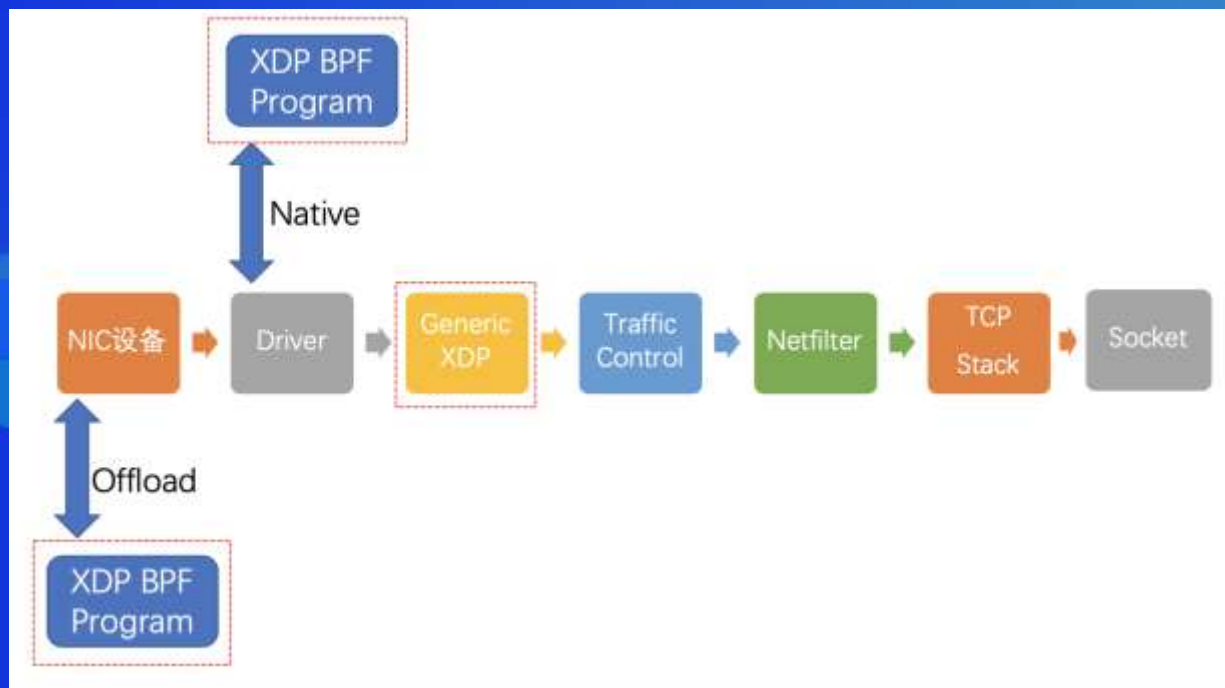 XDP BPF
Program
Native
NIC设备
Driver
Generic
XDP
Traffic
Control
Netfilter
TCP
Stack
Socket
Offload
XDP BPF
Program